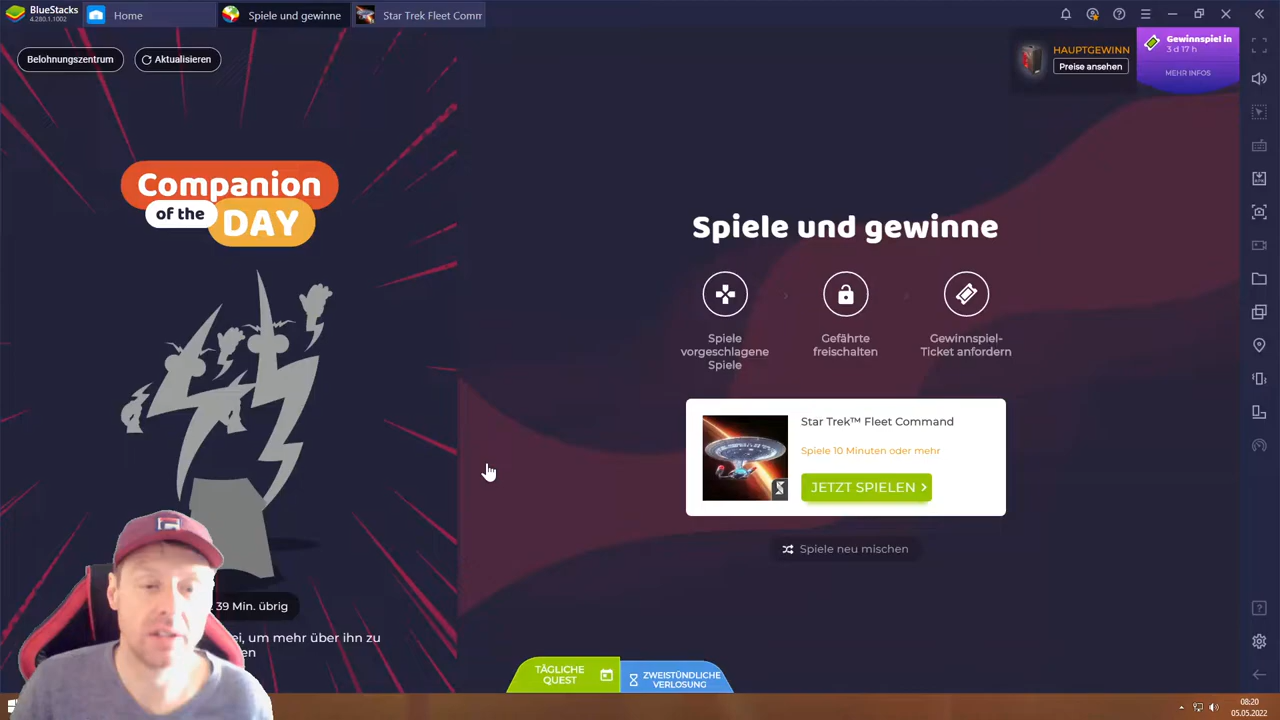 BlueStacks
4.280.1.1002
Home
Spiele und gewinne
Star Trek Fleet Comm
Belohnungszentrum
Aktualisieren
HAUPTGEWINN
Preise ansehen
Gewinnspiel in
3 d 17 h
MEHR INFOS
Companion
of the
DAY
39 Min. übrig
ei, um mehr über ihn zu
en
Spiele und gewinne
Spiele
vorgeschlagene
Spiele
Gefährte
freischalten
Gewinnspiel-
Ticket anfordern
Star Trek™ Fleet Command
Spiele 10 Minuten oder mehr
JETZT SPIELEN
Spiele neu mischen
TÄGLICHE
QUEST
ZWEISTÜNDLICHE
VERLOSUNG
08:20
05.05.2022